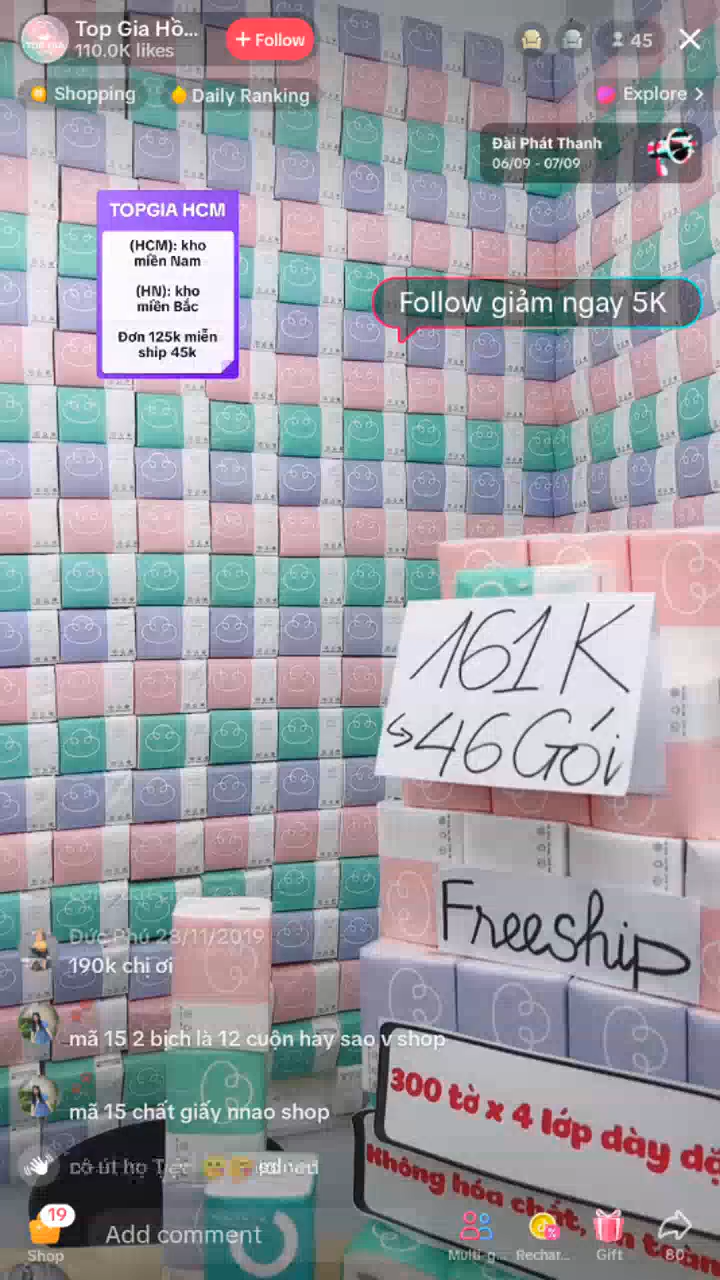 Top Gia Hồ...
110.0K likes
+ Follow
45
Shopping
Daily Ranking
Explore
Đài Phát Thanh
06/09 - 07/09
TOPGIA HCM
(HCM): kho
miền Nam
(HN): kho
miền Bắc
Đơn 125k miễn
ship 45k
Follow giảm ngay 5K
161K
↪46 Gói
Freeship
Đức Phú 23/11/2019
190k chi ơi
mã 15 2 bịch là 12 cuộn hay sao v shop
mã 15 chất giấy nnao shop
300 tờ x 4 lớp dày
Không hóa chất,
19
Shop
Add comment
Multi-g...
Rechar...
Gift
80